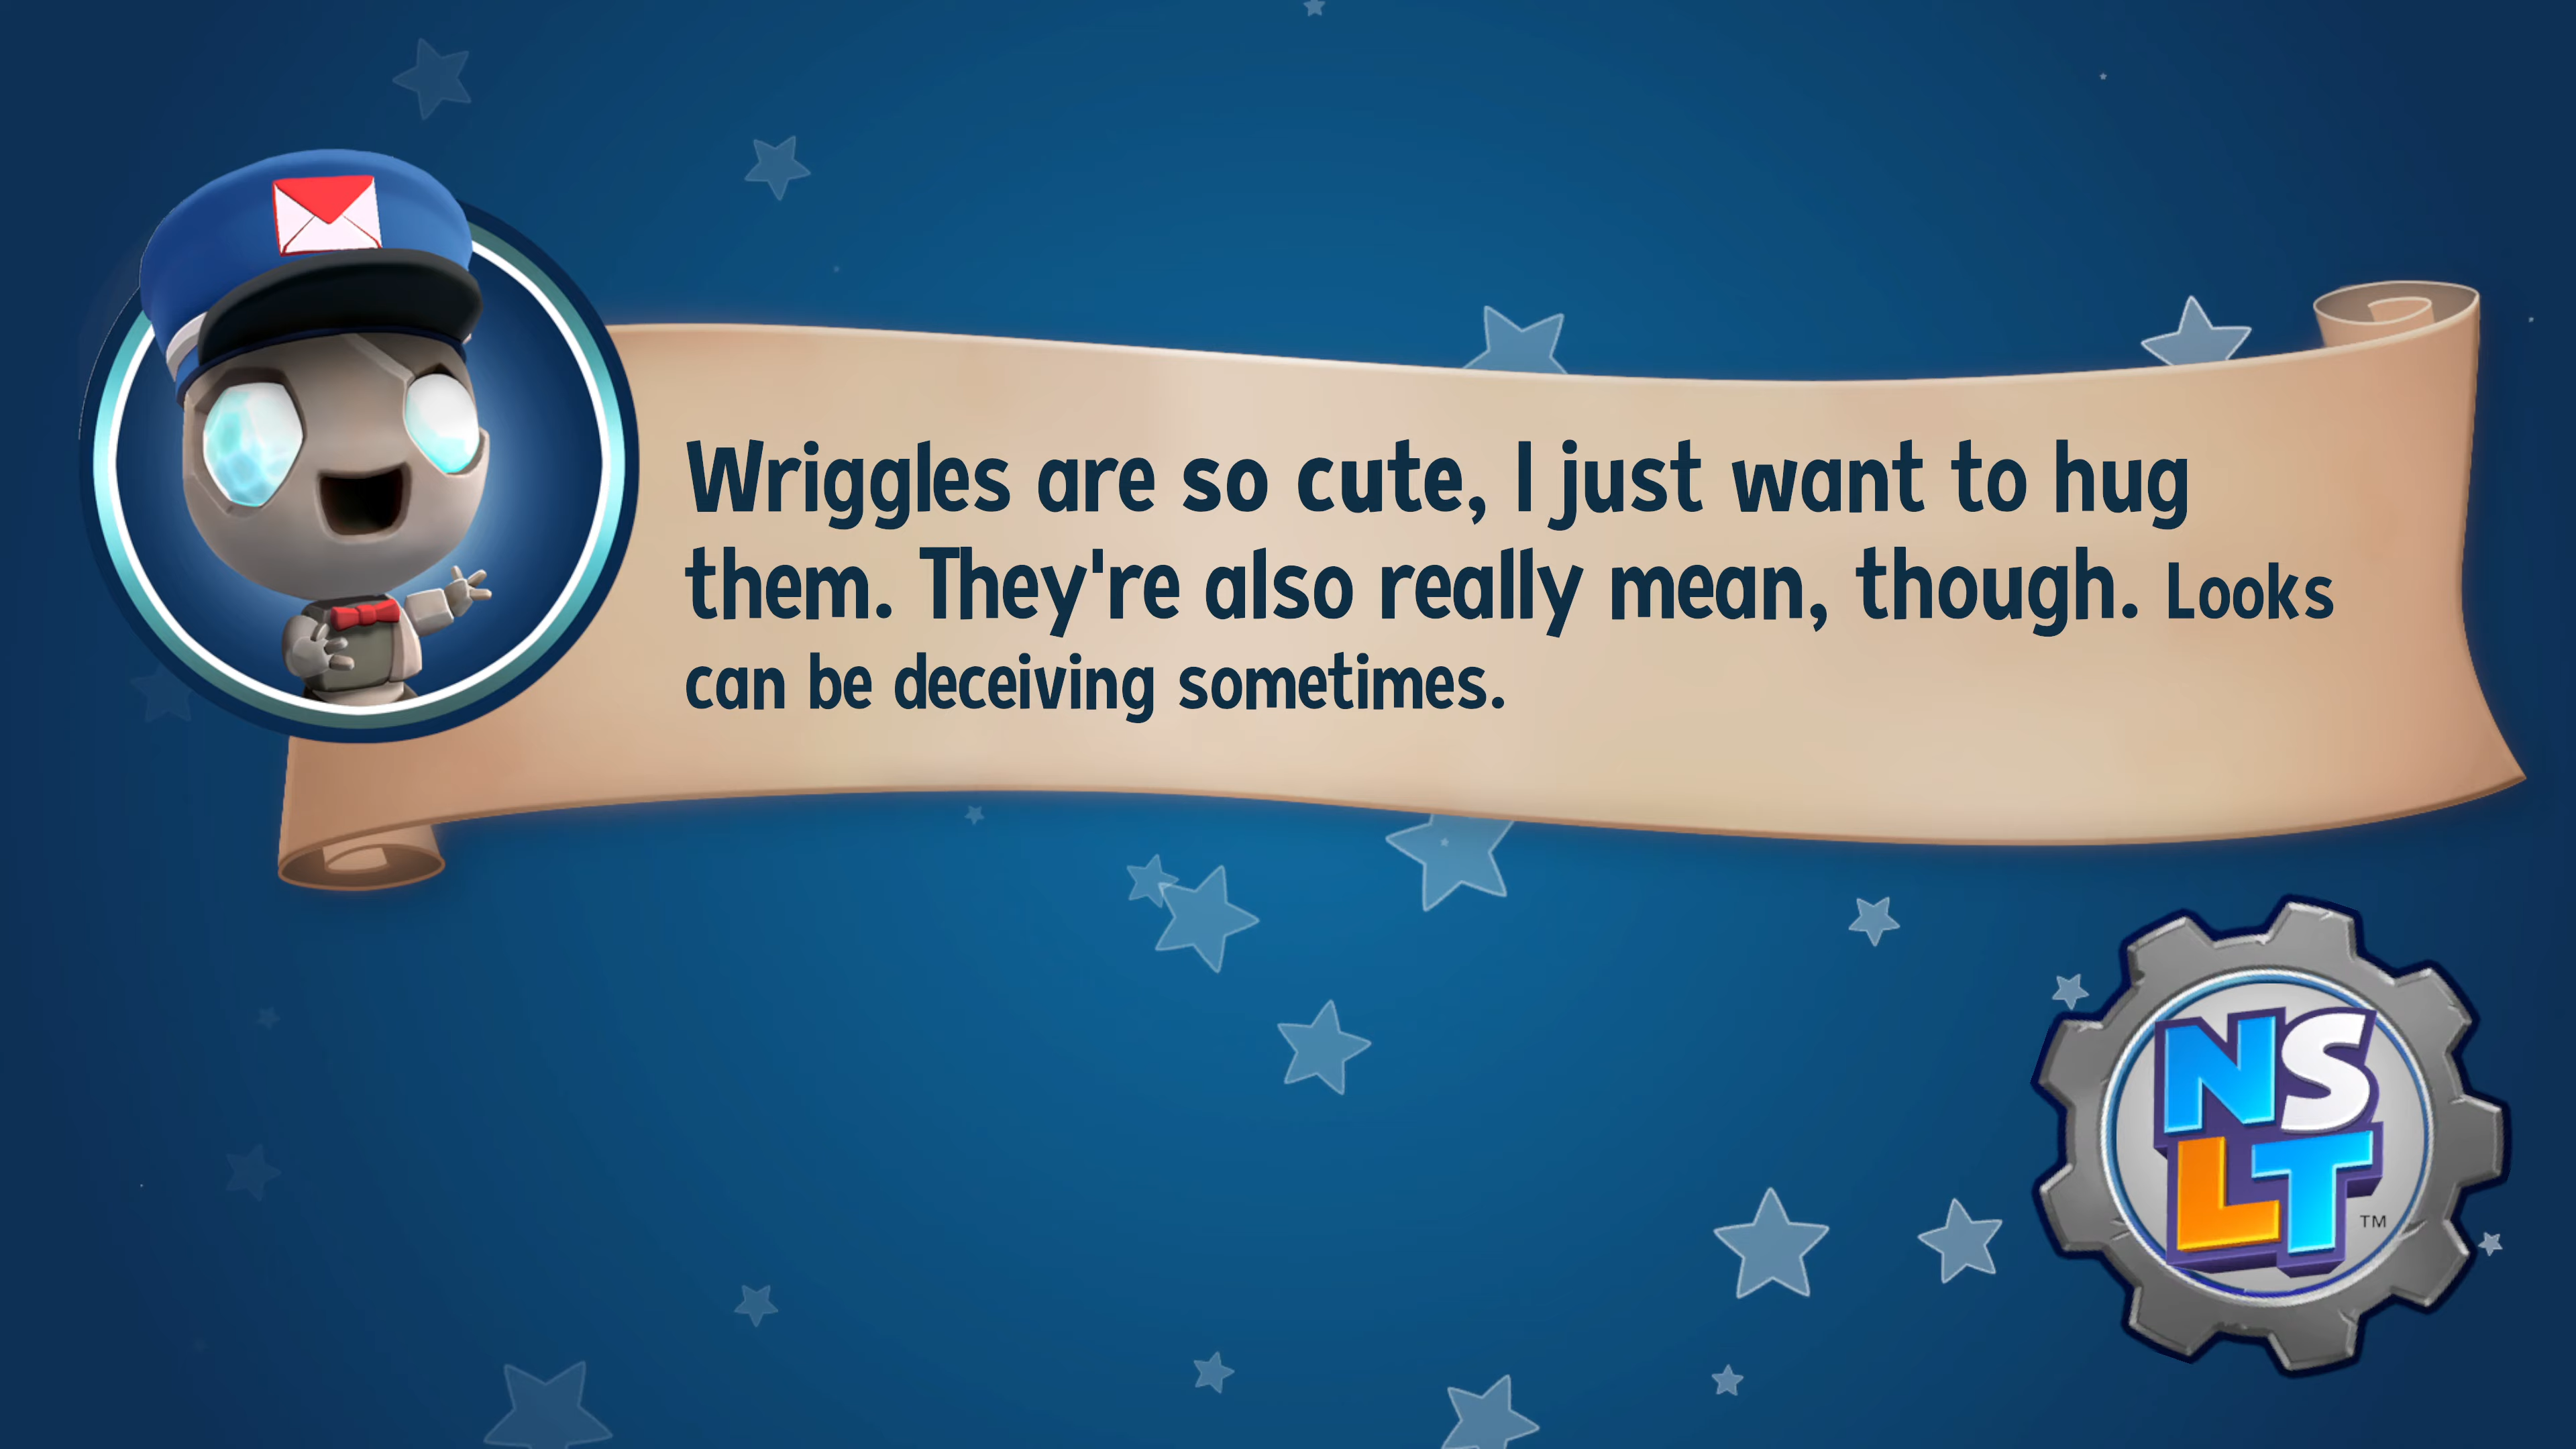 Wriggles are so cute, I just want to hug
them. They're also really mean, though. Looks
can be deceiving sometimes.
NS
LT
TM